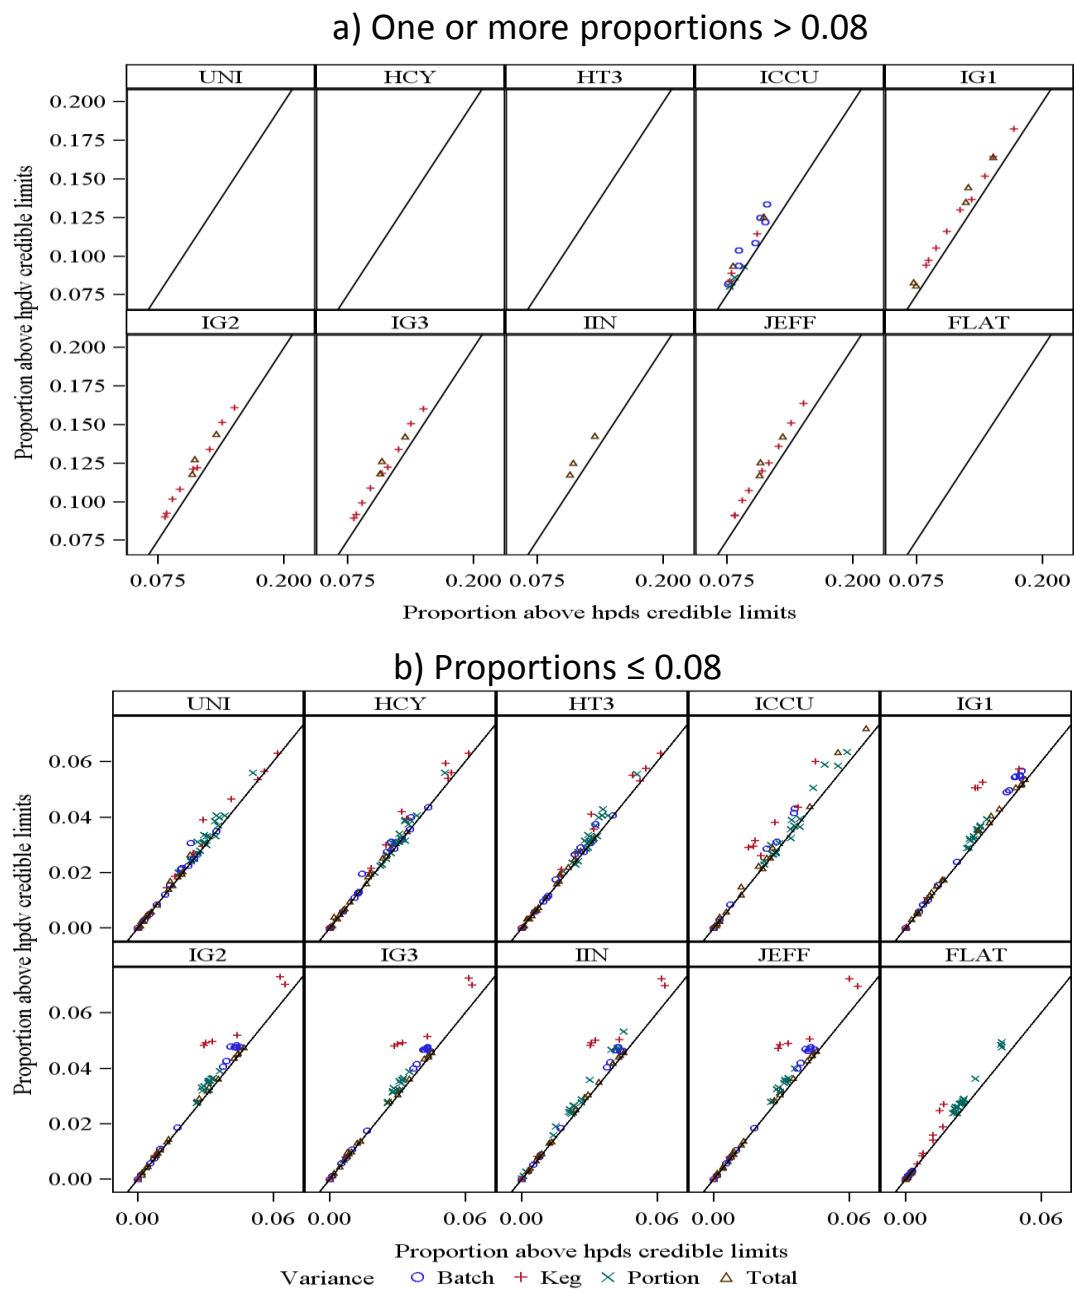 a) One or more proportions > 0.08
UNI HCY HT3 ICCU IG1
0.200
0.175
0.150
0.125
0.100
0.075
Proportion above hpdv credible limits
IG2 IG3 IIN JEFF FLAT
0.200
0.175
0.150
0.125
0.100
0.075
0.075 0.200 0.075 0.200 0.075 0.200 0.075 0.200 0.075 0.200
Proportion above hpds credible limits
b) Proportions ≤ 0.08
UNI HCY HT3 ICCU IG1
0.06
0.04
0.02
0.00
Proportion above hpdv credible limits
IG2 IG3 IIN JEFF FLAT
0.06
0.04
0.02
0.00
0.00 0.06 0.00 0.06 0.00 0.06 0.00 0.06 0.00 0.06
Proportion above hpds credible limits
Variance Batch Keg Portion Total